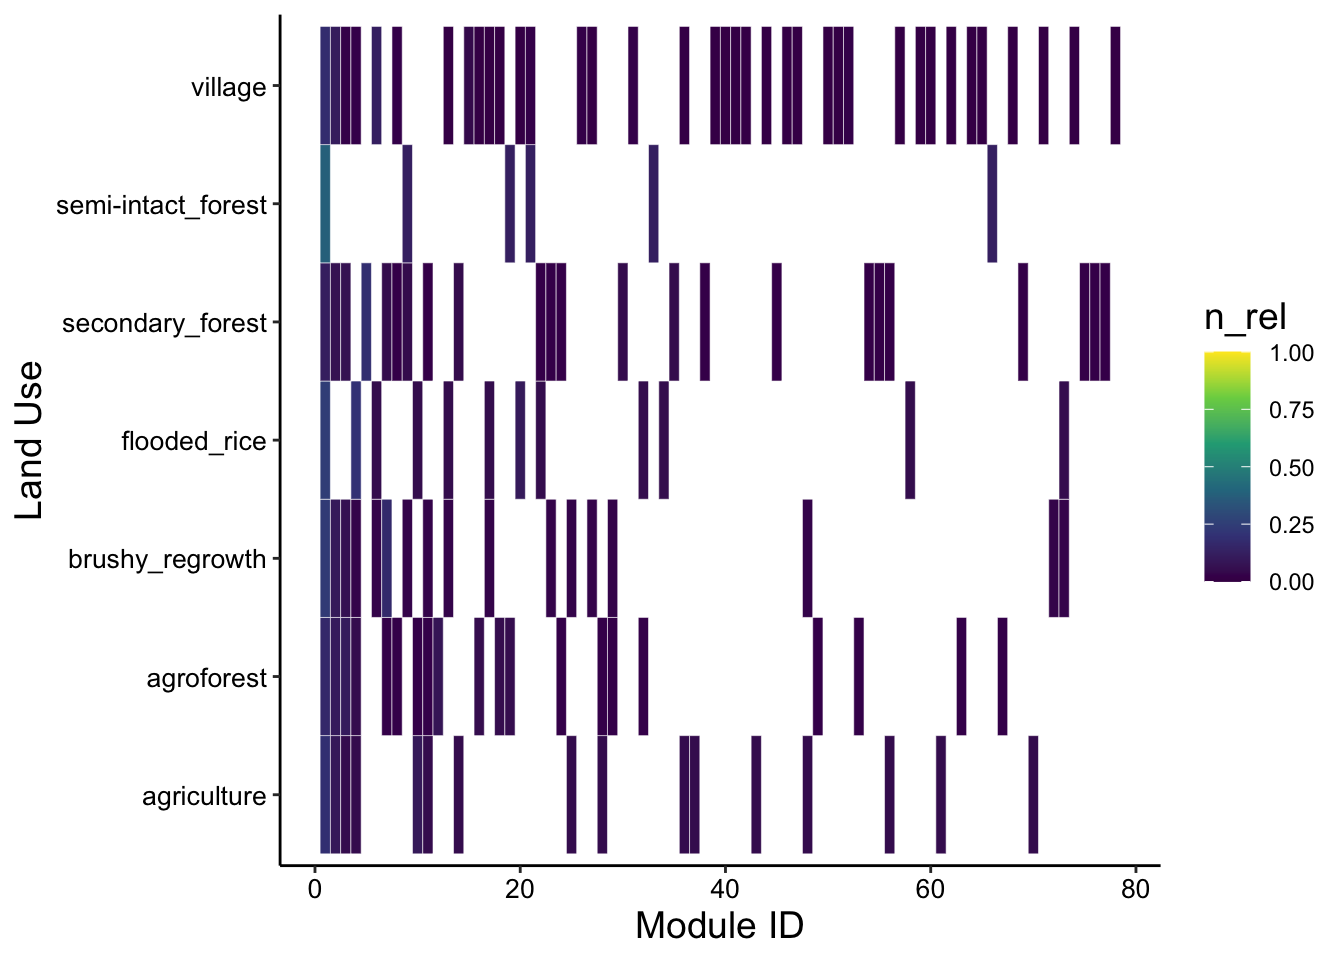 village
semi-intact_forest
secondary_forest
flooded_rice
brushy_regrowth
agroforest
agriculture
Land Use
0 20 40 60 80
Module ID
n_rel
1.00
0.75
0.50
0.25
0.00